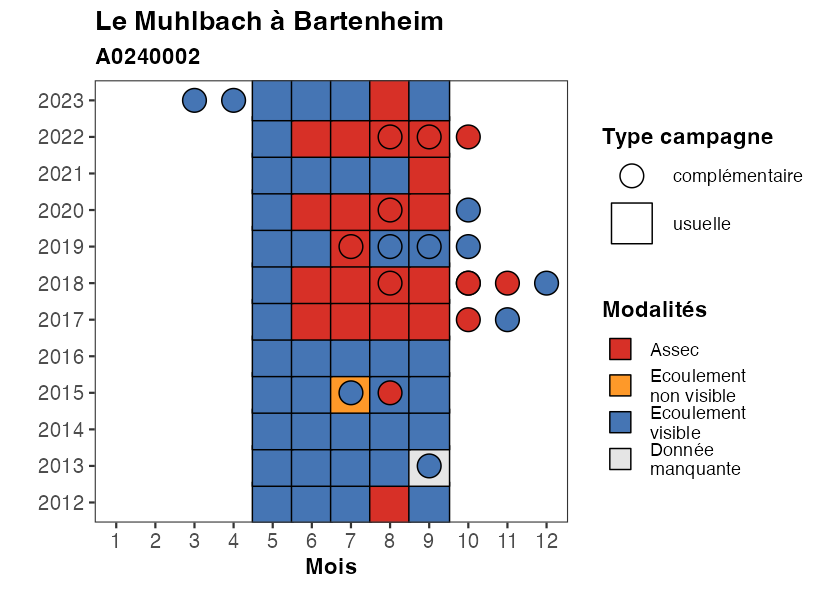 Le Muhlbach à Bartenheim
A0240002
2023
2022
2021
2020
2019
2018
2017
2016
2015
2014
2013
2012
1 2 3 4 5 6 7 8 9 10 11 12
Mois
Type campagne
complémentaire
usuelle
Modalités
Assec
Ecoulement
non visible
Ecoulement
visible
Donnée
manquante